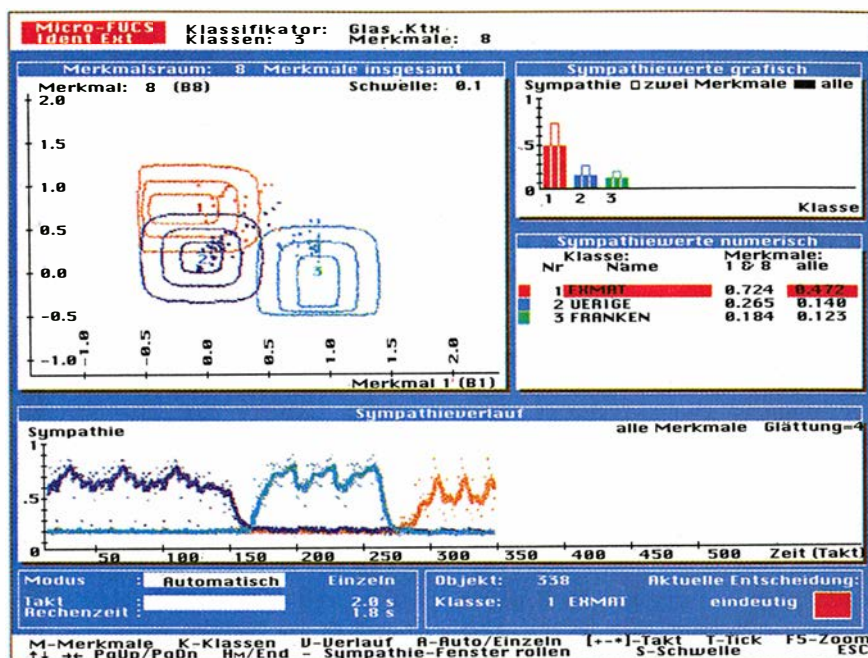 Micro-FUCS Klassifikator: Glas .Ktx
Ident Ext Klassen: 3 Merkmale: 8
Merkmalsraum: 8 Merkmale insgesamt
Merkmal: 8 (B8) Schwelle: 0.1
2.0
1.5
1.0
0.5
0.0
-0.5
-1.0
1
2
3
-1.0 -0.5 0.0 0.5 1.0 1.5 2.0
Merkmal 1 (B1)
Sympathiewerte grafisch
Sympathie zwei Merkmale alle
1
.5
0
1 2 3
Klasse
Sympathiewerte numerisch
Klasse: Merkmale:
Nr Name 1 & 8 alle
1 EXMAT 0.724 0.472
2 UERIGE 0.265 0.140
3 FRANKEN 0.184 0.123
Sympathieverlauf
Sympathie alle Merkmale Glättung=4
1
.5
0
50 100 150 200 250 300 350 400 450 500 Zeit (Takt)
Modus : Automatisch Einzeln
Takt : 2.0 s
Rechenzeit : 1.8 s
Objekt: 338 Aktuelle Entscheidung:
Klasse: 1 EXMAT eindeutig
M-Merkmale K-Klassen V-Verlauf A-Auto/Einzeln [+-*]-Takt T-Tick F5-Zoom
↑↓ →← PgUp/PgDn Hm/End - Sympathie-Fenster rollen S-Schwelle ESC